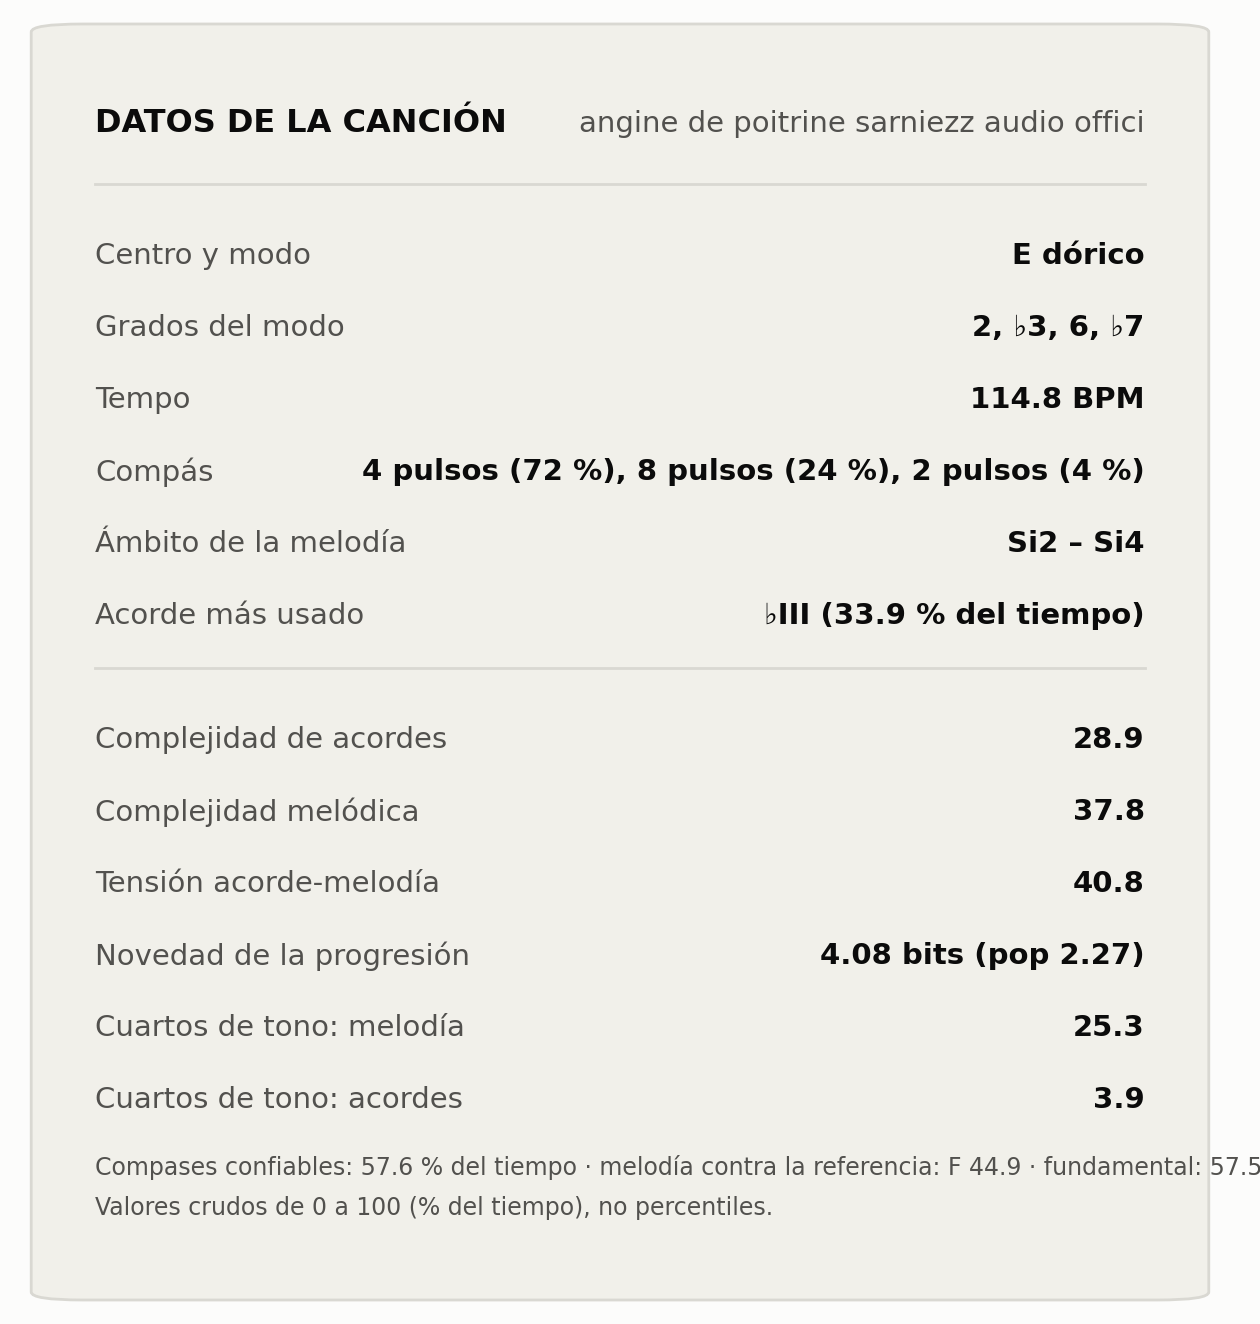 DATOS DE LA CANCIÓN angine de poitrine sarniezz audio offici
Centro y modo E dórico
Grados del modo 2, ♭3, 6, ♭7
Tempo 114.8 BPM
Compás 4 pulsos (72 %), 8 pulsos (24 %), 2 pulsos (4 %)
Ámbito de la melodía Si2 – Si4
Acorde más usado ♭III (33.9 % del tiempo)
Complejidad de acordes 28.9
Complejidad melódica 37.8
Tensión acorde-melodía 40.8
Novedad de la progresión 4.08 bits (pop 2.27)
Cuartos de tono: melodía 25.3
Cuartos de tono: acordes 3.9
Compases confiables: 57.6 % del tiempo · melodía contra la referencia: F 44.9 · fundamental: 57.5
Valores crudos de 0 a 100 (% del tiempo), no percentiles.